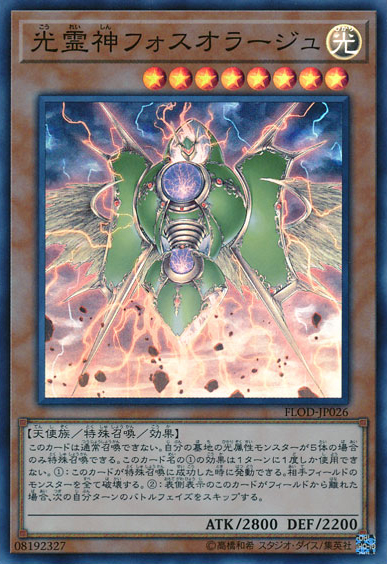 光霊神フォスオラージュ
光
FLOD-JP026
【天使族／特殊召喚／効果】
このカードは通常召喚できない。自分の墓地の光属性モンスターが５体の場合
のみ特殊召喚できる。このカード名の①の効果は１ターンに１度しか使用でき
ない。①：このカードが特殊召喚に成功した時に発動できる。相手フィールドの
モンスターを全て破壊する。②：表側表示のこのカードがフィールドから離れた
場合、次の自分ターンのバトルフェイズをスキップする。
ATK/2800 DEF/2200
08192327
©高橋和希 スタジオ・ダイス/集英社